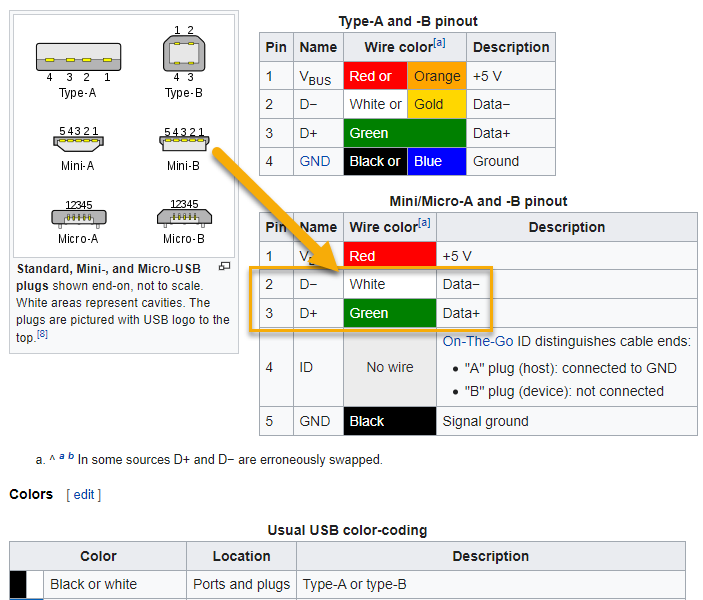 1 2
4 3 2 1
4 3
Type-A
Type-B
5 4 3 2 1
5 4 3 2 1
Mini-A
Mini-B
12345
12345
Micro-A
Micro-B
Standard, Mini-, and Micro-USB
plugs shown end-on, not to scale.
White areas represent cavities. The
plugs are pictured with USB logo to the
top.[8]
Type-A and -B pinout
Pin Name Wire color[a] Description
1 VBUS Red or Orange +5 V
2 D− White or Gold Data−
3 D+ Green Data+
4 GND Black or Blue Ground
Mini/Micro-A and -B pinout
Pin Name Wire color[a] Description
1 Red +5 V
2 D− White Data−
3 D+ Green Data+
On-The-Go ID distinguishes cable ends:
4 ID No wire • "A" plug (host): connected to GND
• "B" plug (device): not connected
5 GND Black Signal ground
a. ^ a b In some sources D+ and D− are erroneously swapped.
Colors [ edit ]
Usual USB color-coding
Color Location Description
Black or white Ports and plugs Type-A or type-B